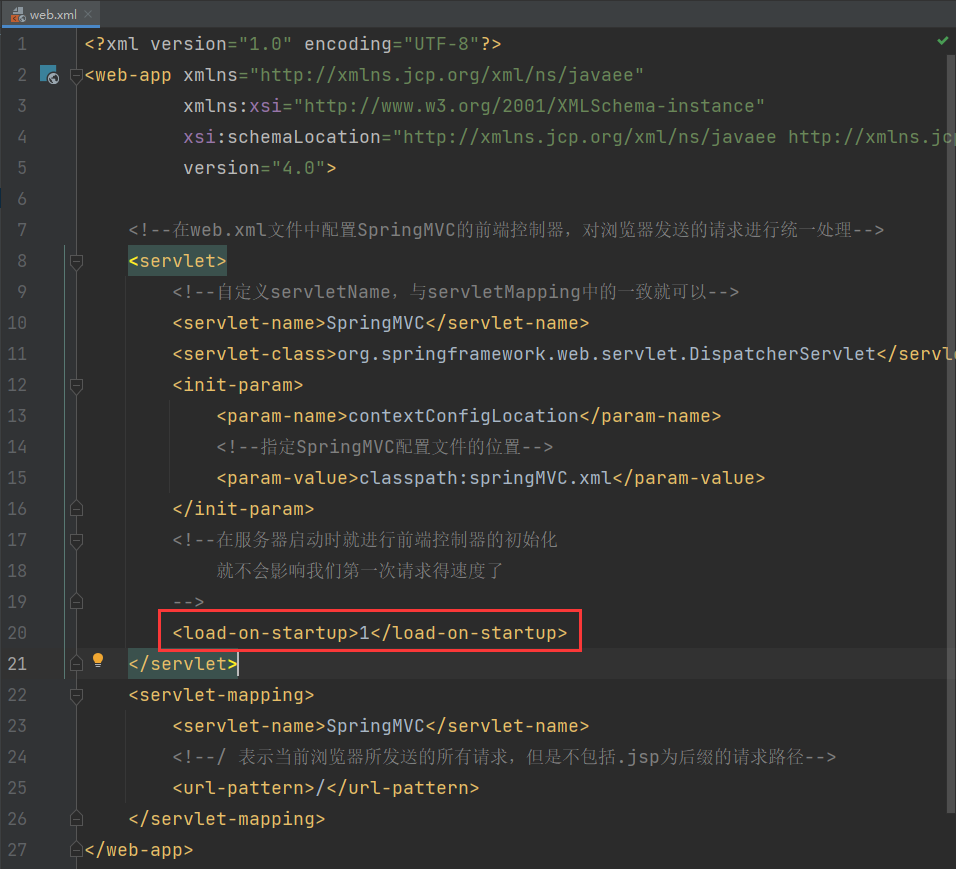 web.xml
1 <?xml version="1.0" encoding="UTF-8"?>
2 <web-app xmlns="http://xmlns.jcp.org/xml/ns/javaee"
3 xmlns:xsi="http://www.w3.org/2001/XMLSchema-instance"
4 xsi:schemaLocation="http://xmlns.jcp.org/xml/ns/javaee http://xmlns.jcp
5 version="4.0">
6
7 <!--在web.xml文件中配置SpringMVC的前端控制器，对浏览器发送的请求进行统一处理-->
8 <servlet>
9 <!--自定义servletName，与servletMapping中的一致就可以-->
10 <servlet-name>SpringMVC</servlet-name>
11 <servlet-class>org.springframework.web.servlet.DispatcherServlet</servl
12 <init-param>
13 <param-name>contextConfigLocation</param-name>
14 <!--指定SpringMVC配置文件的位置-->
15 <param-value>classpath:springMVC.xml</param-value>
16 </init-param>
17 <!--在服务器启动时就进行前端控制器的初始化
18 就不会影响我们第一次请求得速度了
19 -->
20 <load-on-startup>1</load-on-startup>
21 </servlet>
22 <servlet-mapping>
23 <servlet-name>SpringMVC</servlet-name>
24 <!--/ 表示当前浏览器所发送的所有请求，但是不包括.jsp为后缀的请求路径-->
25 <url-pattern>/</url-pattern>
26 </servlet-mapping>
27 </web-app>